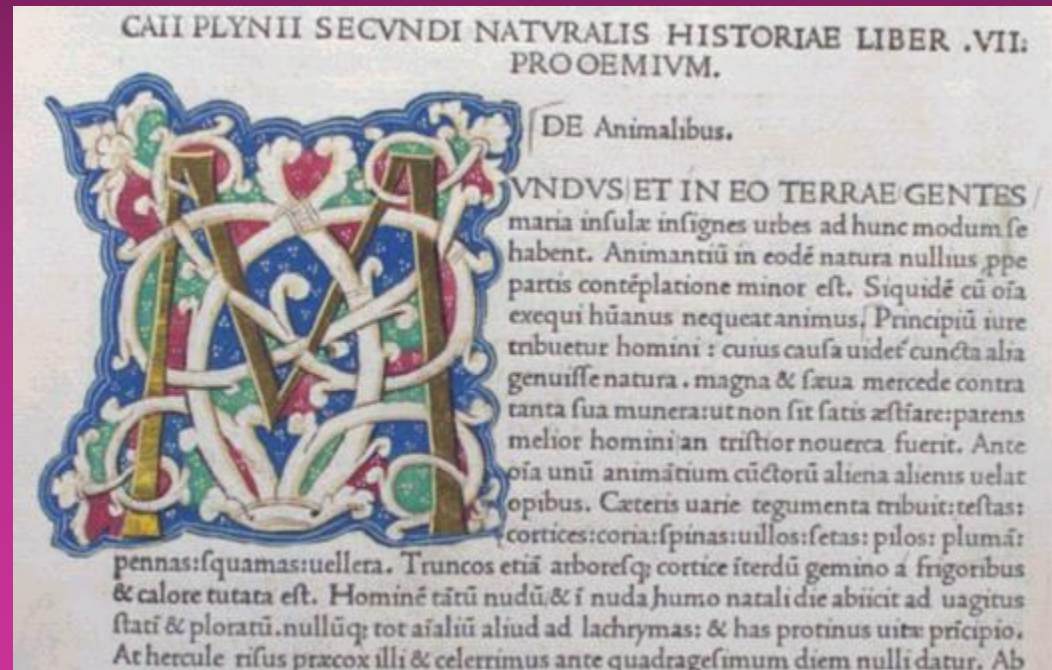 CAII PLYNII SECVNDI NATVRALIS HISTORIAE LIBER .VII:
PROOEMIVM.
DE Animalibus.
MVNDVS ET IN EO TERRAE GENTES
maria inſulæ inſignes urbes ad hunc modum ſe
habent. Animantiū in eodē natura nullius ꝓpe
partis contēplatione minor eſt. Siquidē cū oīa
exequi hūanus nequeat animus. Principiū iure
tribuetur homini : cuius cauſa uidet᷑ cuncta alia
genuiſſe natura . magna & ſæua mercede contra
tanta ſua munera:ut non ſit ſatis æſtīare:parens
melior homini an triſtior nouerca fuerit. Ante
oīa unū animātium cūctorū aliena alienis uelat
opibus. Cæteris uarie tegumenta tribuit:teſtas:
cortices:coria:ſpinas:uillos:ſetas: pilos: plumā:
pennas:ſquamas:uellera. Truncos etiā arboreſq; cortice īterdū gemino a frigoribus
& calore tutata eſt. Hominē tātū nudū & ī nuda humo natali die abiicit ad uagitus
ſtatī & ploratū.nullūq; tot aīaliū aliud ad lachrymas: & has protinus uitæ prīcipio.
At hercule riſus præcox ille & celerrimus ante quadrageſimum diem nulli datur. Ab